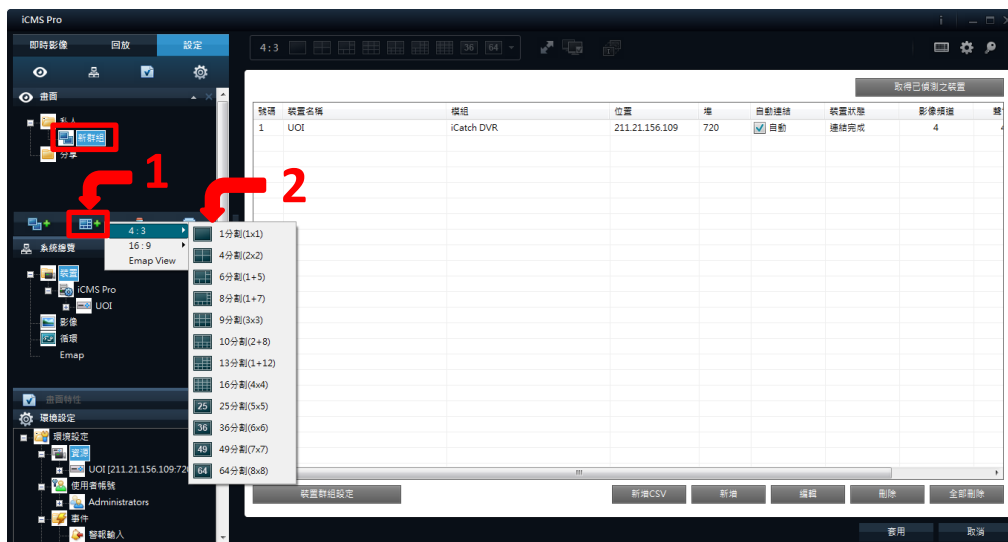 iCMS Pro
即時影像 回放 設定
4:3 36 64
畫面
取得已偵測之裝置
私人
新群組
分享
號碼 裝置名稱 模組 位置 埠 自動連結 裝置狀態 影像頻道
1 UOI iCatch DVR 211.21.156.109 720 自動 連結完成 4
1
2
系統總覽
4:3
16:9
Emap View
1分割(1x1)
4分割(2x2)
6分割(1+5)
8分割(1+7)
9分割(3x3)
10分割(2+8)
13分割(1+12)
16分割(4x4)
25 25分割(5x5)
36 36分割(6x6)
49 49分割(7x7)
64 64分割(8x8)
裝置
iCMS Pro
UOI
影像
循環
Emap
畫面特性
環境設定
環境設定
資源
UOI [211.21.156.109:72
使用者帳號
Administrators
事件
警報輸入
裝置群組設定 新增CSV 新增 編輯 刪除 全部刪除
套用 取消